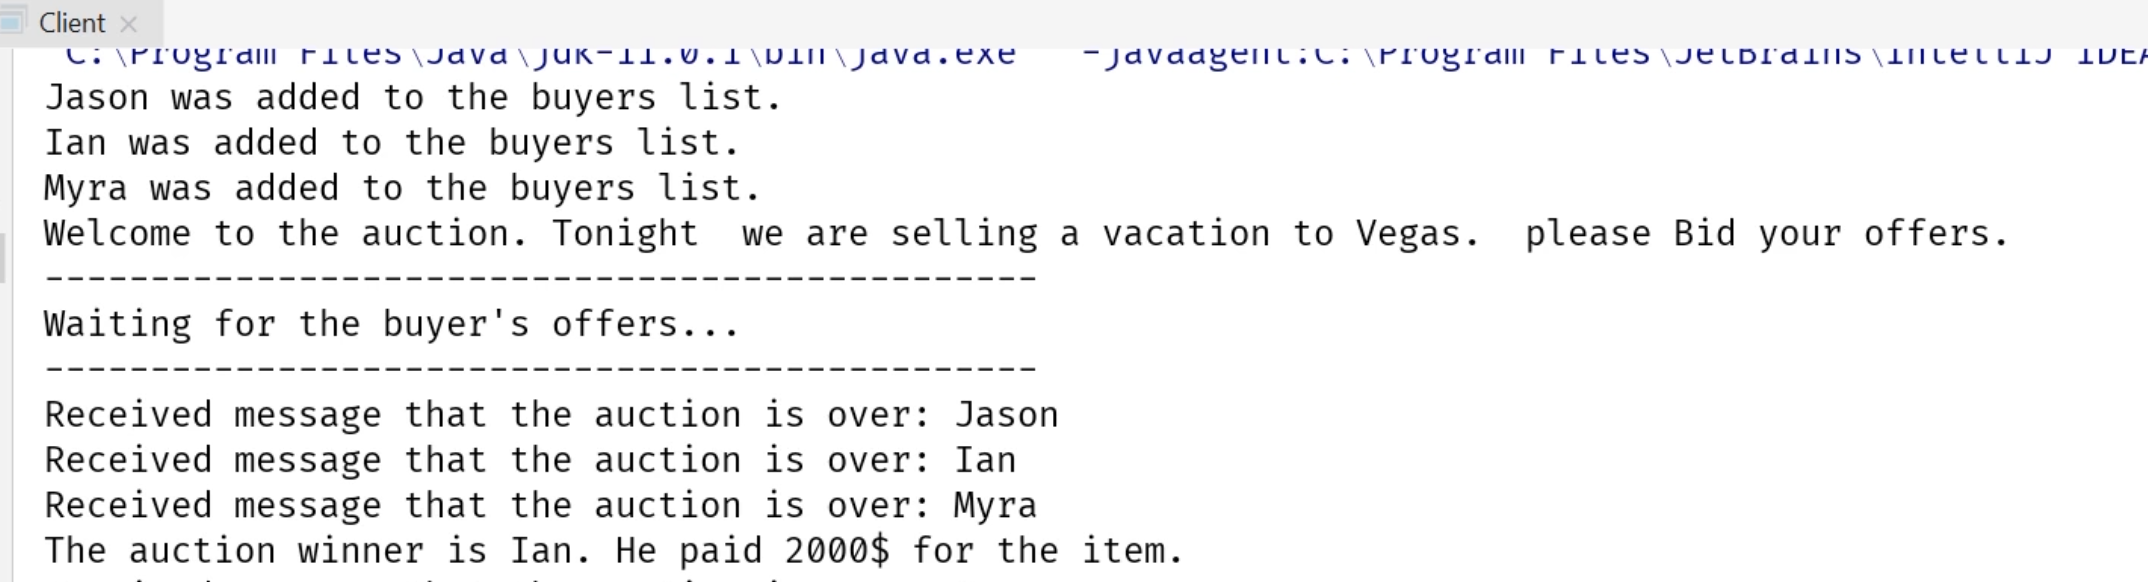 Client
"C:\Program Files\Java\jdk-11.0.1\bin\java.exe" "-javaagent:C:\Program Files\JetBrains\IntelliJ IDEA
Jason was added to the buyers list.
Ian was added to the buyers list.
Myra was added to the buyers list.
Welcome to the auction. Tonight  we are selling a vacation to Vegas.  please Bid your offers.
-----------------------------------------------
Waiting for the buyer's offers...
-----------------------------------------------
Received message that the auction is over: Jason
Received message that the auction is over: Ian
Received message that the auction is over: Myra
The auction winner is Ian. He paid 2000$ for the item.